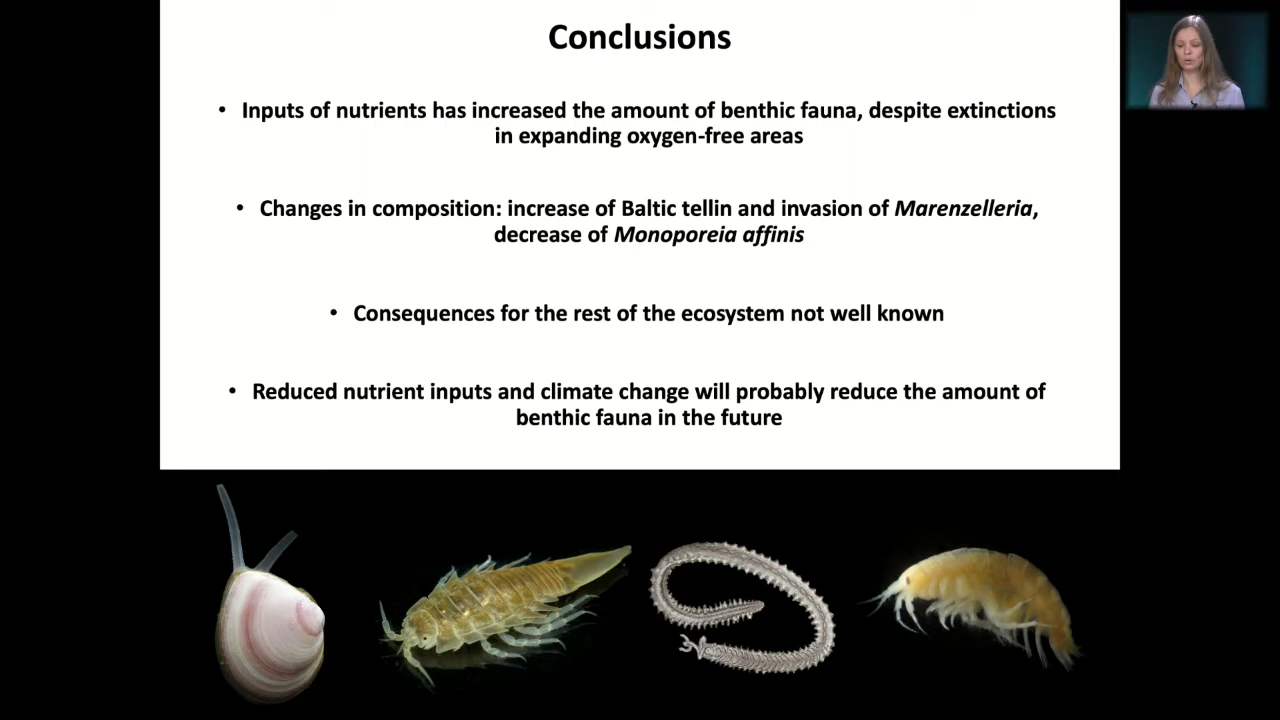 Conclusions
• Inputs of nutrients has increased the amount of benthic fauna, despite extinctions
in expanding oxygen-free areas
• Changes in composition: increase of Baltic tellin and invasion of Marenzelleria,
decrease of Monoporeia affinis
• Consequences for the rest of the ecosystem not well known
• Reduced nutrient inputs and climate change will probably reduce the amount of
benthic fauna in the future